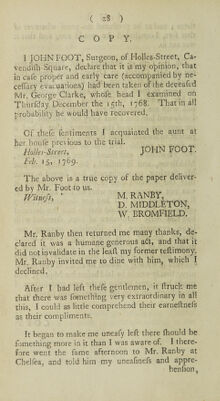 ( 28 )
C O P Y.
I JOHN FOOT, Surgeon, of Holles-Street, Ca-
vendish Square, declare that it is my opinion, that
in case proper and early care (accompanied by ne-
cessary evacuations) had been taken of the deceased
Mr. George Clarke, whose head I examined on
Thursday December the 15th, 1768. That in all
probability he would have recovered.
Of these sentiments I acquainted the aunt at
her house previous to the trial.
Holles-Street,
JOHN FOOT.
Feb. 15, 1769.
The above is a true copy of the paper deliver-
ed by Mr. Foot to us.
Witness,
M. RANBY,
D. MIDDLETON,
W. BROMFIELD.
Mr. Ranby then returned me many thanks, de-
clared it was a humane generous act, and that it
did not invalidate in the least my former testimony.
Mr. Ranby invited me to dine with him, which I
declined.
After I had left these gentlemen, it struck me
that there was something very extraordinary in all
this, I could as little comprehend their earnestness
as their compliments.
It began to make me uneasy left there should be
something more in it than I was aware of. I there-
fore went the same afternoon to Mr. Ranby at
Chelsea, and told him my uneasiness and appre-
hension,